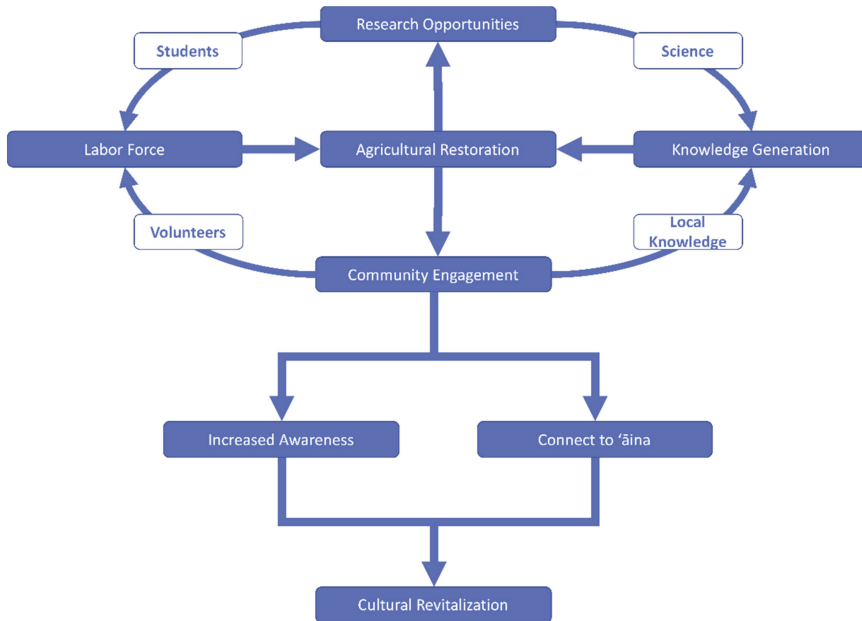 Research Opportunities
Students
Science
Labor Force
Agricultural Restoration
Knowledge Generation
Volunteers
Local
Knowledge
Community Engagement
Increased Awareness
Connect to ‘āina
Cultural Revitalization